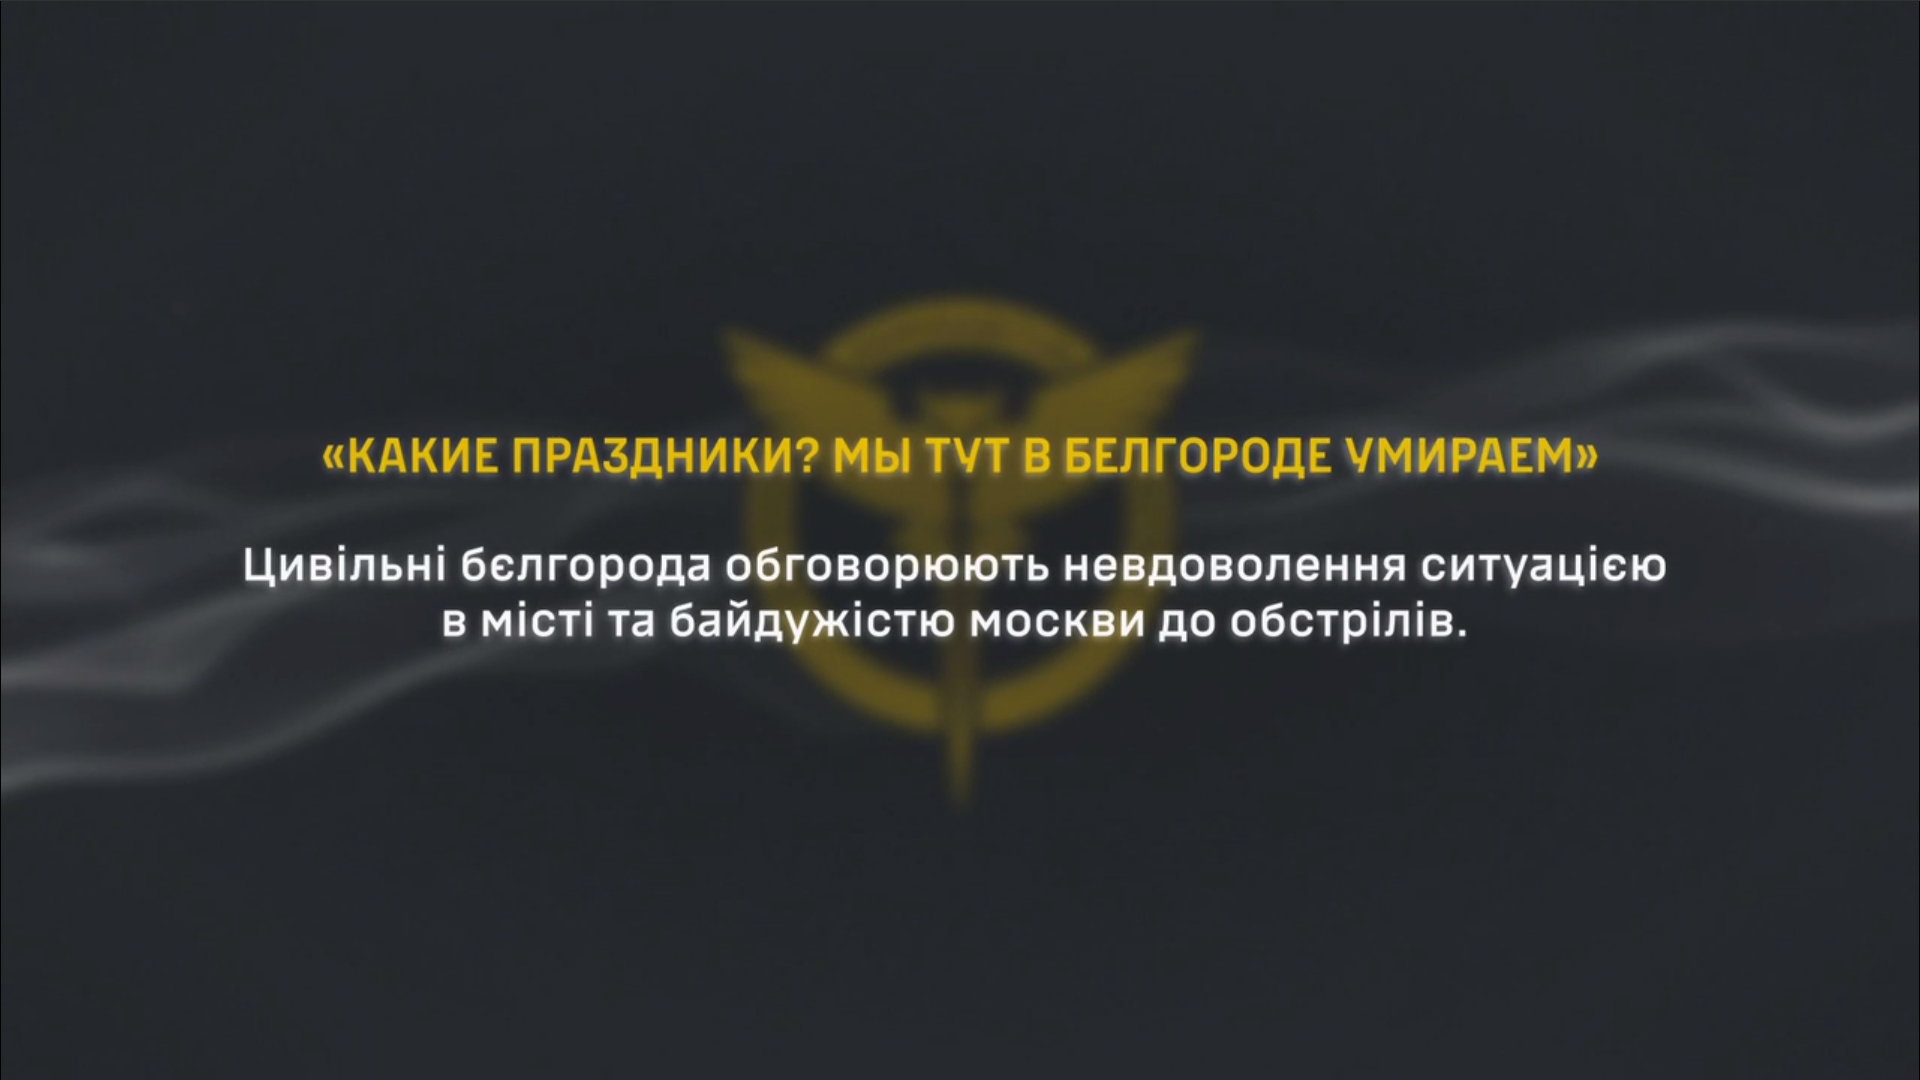 «КАКИЕ ПРАЗДНИКИ? МЫ ТУТ В БЕЛГОРОДЕ УМИРАЕМ»
Цивільні бєлгорода обговорюють невдоволення ситуацією
в місті та байдужістю москви до обстрілів.